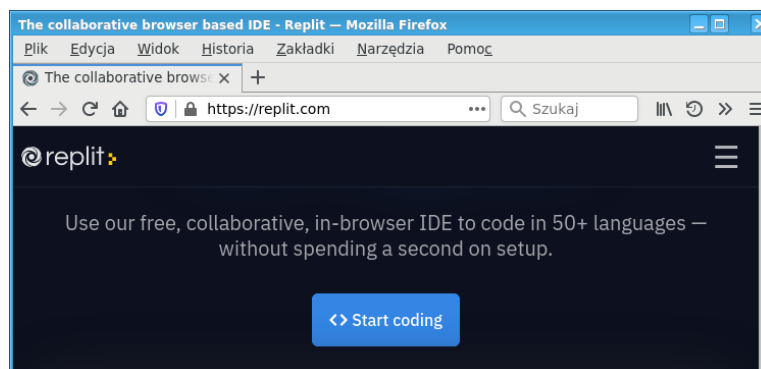 The collaborative browser based IDE - Replit — Mozilla Firefox
Plik Edycja Widok Historia Zakładki Narzędzia Pomoc
The collaborative brows
https://replit.com ••• Szukaj
replit
Use our free, collaborative, in-browser IDE to code in 50+ languages —
without spending a second on setup.
<> Start coding